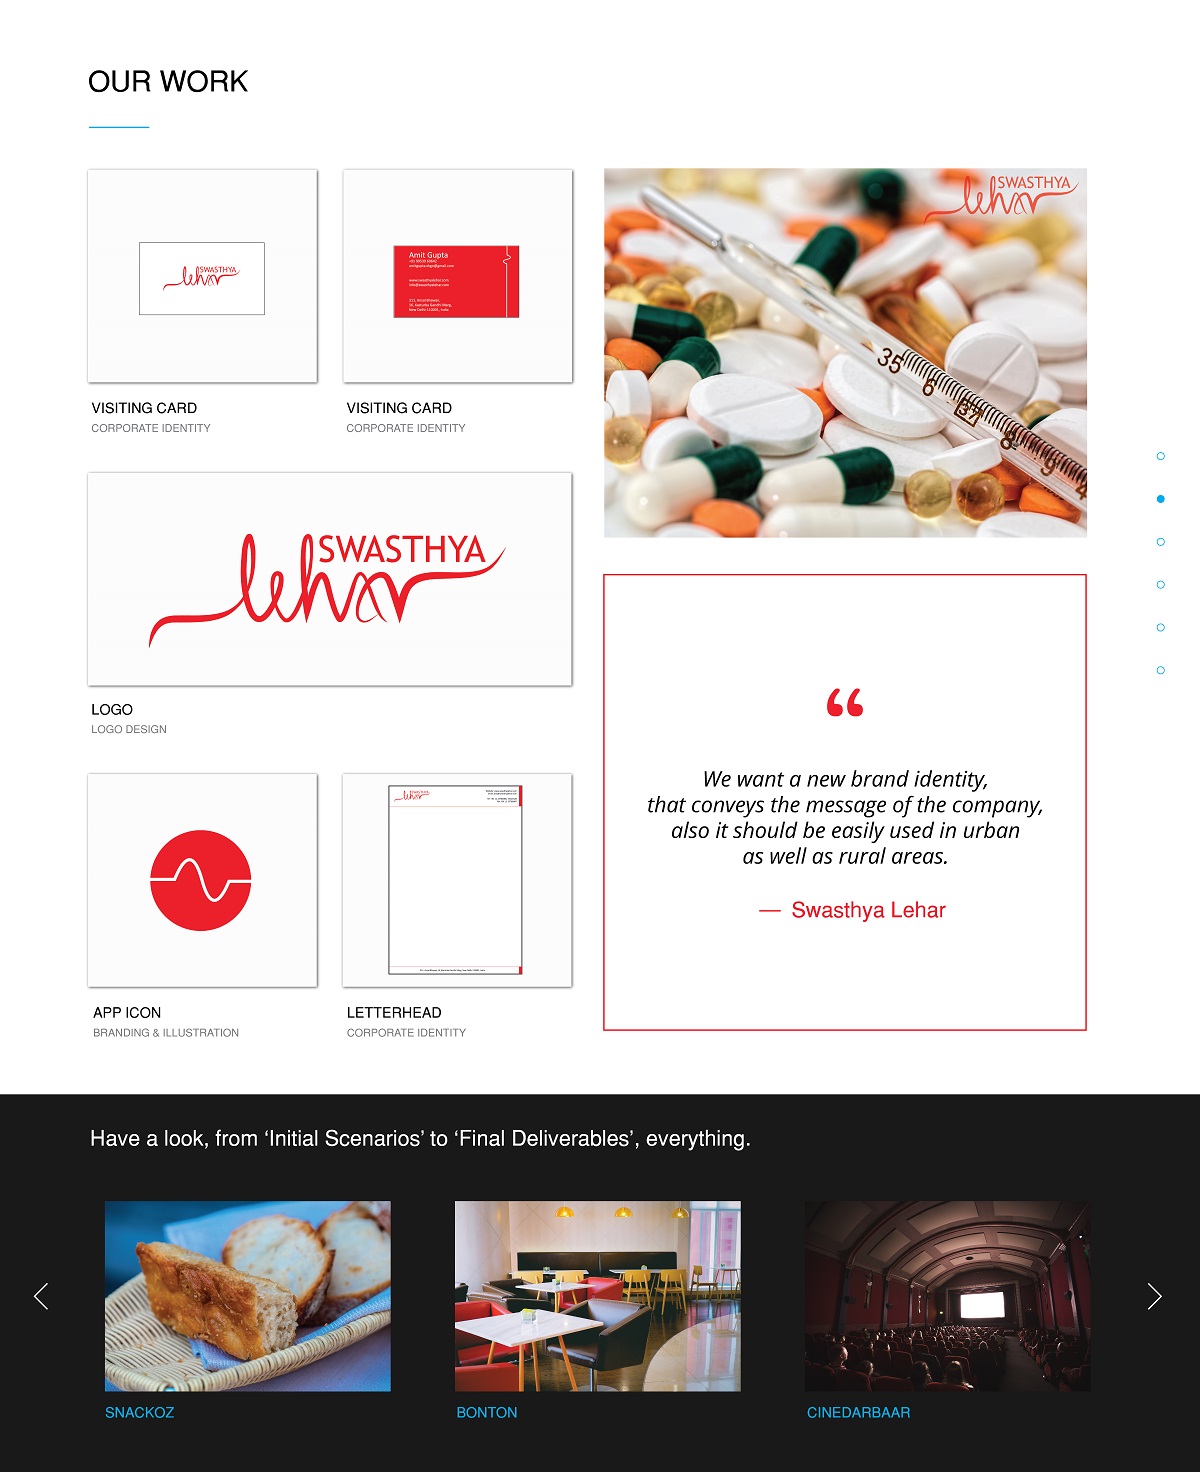 OUR WORK
SWASTHYA
lehar
Amit Gupta
VISITING CARD
CORPORATE IDENTITY
VISITING CARD
CORPORATE IDENTITY
SWASTHYA
lehar
35
6
37
8
9
4
SWASTHYA
lehar
LOGO
LOGO DESIGN
SWASTHYA
lehar
APP ICON
BRANDING & ILLUSTRATION
LETTERHEAD
CORPORATE IDENTITY
“
We want a new brand identity,
that conveys the message of the company,
also it should be easily used in urban
as well as rural areas.
— Swasthya Lehar
Have a look, from ‘Initial Scenarios’ to ‘Final Deliverables’, everything.
SNACKOZ
BONTON
CINEDARBAAR